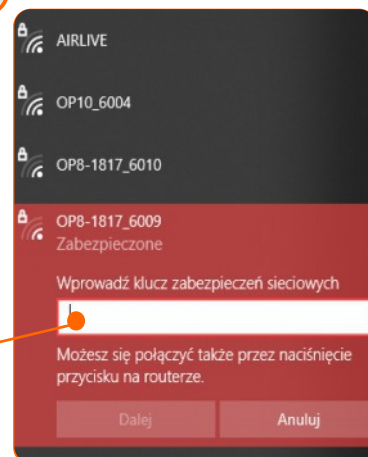 AIRLIVE
OP10_6004
OP8-1817_6010
OP8-1817_6009
Zabezpieczone
Wprowadź klucz zabezpieczeń sieciowych
Możesz się połączyć także przez naciśnięcie
przycisku na routerze.
Dalej
Anuluj